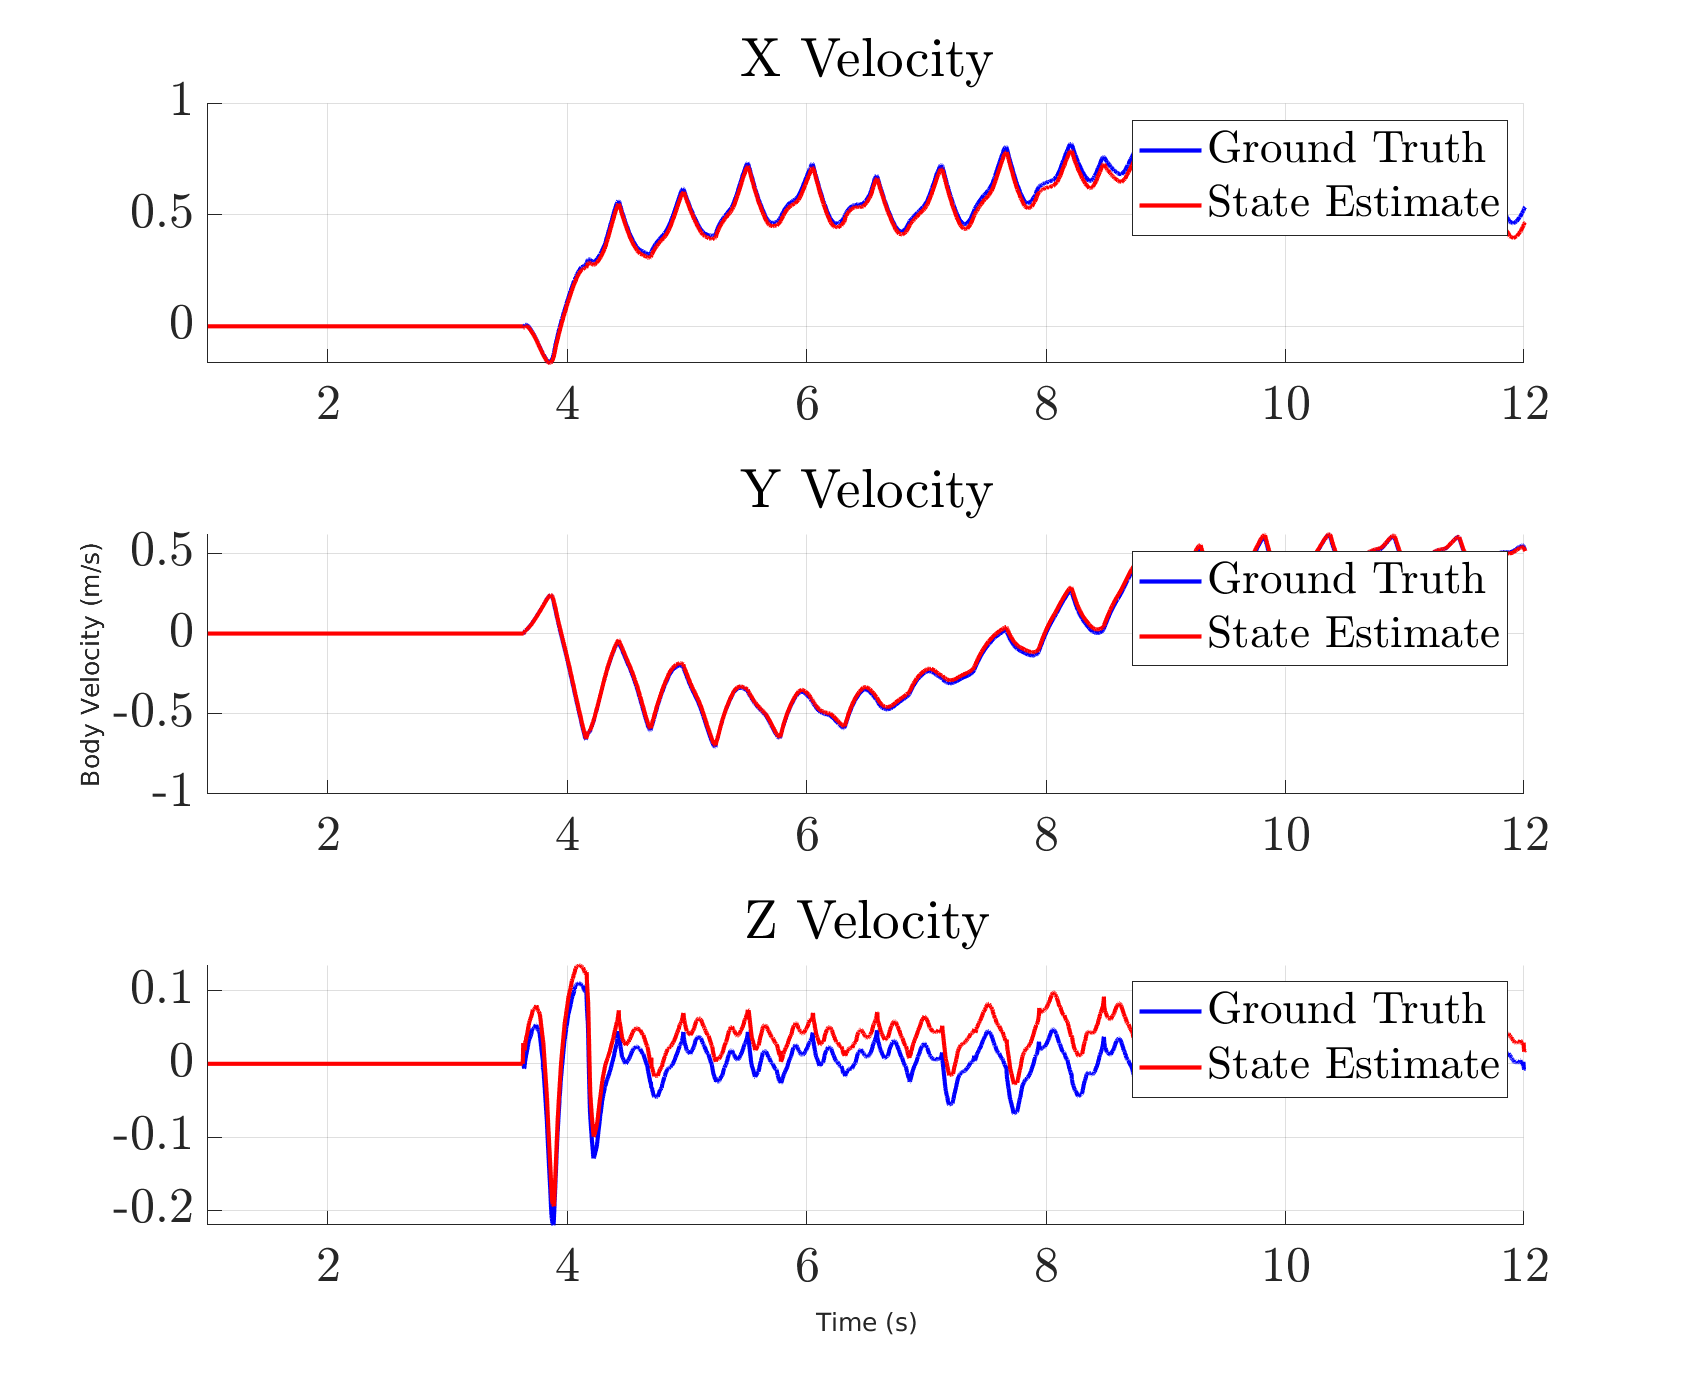 X Velocity
1
0.5
0
Ground Truth
State Estimate
2 4 6 8 10 12
Y Velocity
Body Velocity (m/s)
0.5
0
-0.5
-1
Ground Truth
State Estimate
2 4 6 8 10 12
Z Velocity
0.1
0
-0.1
-0.2
Ground Truth
State Estimate
2 4 6 8 10 12
Time (s)